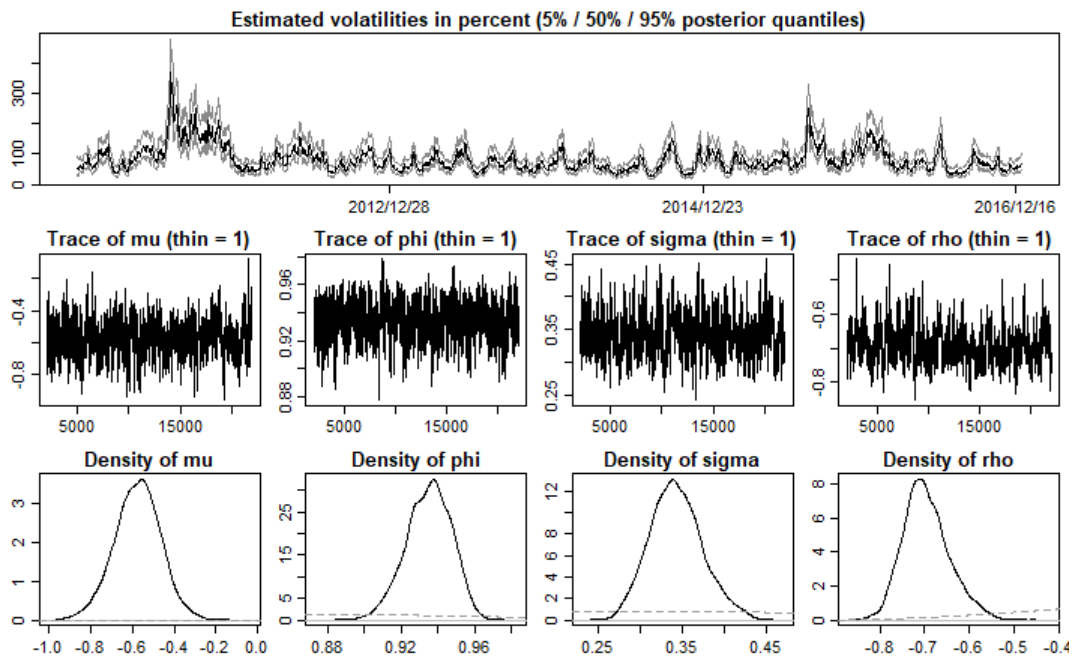 Estimated volatilities in percent (5% / 50% / 95% posterior quantiles)
0 100 300
2012/12/28 2014/12/23 2016/12/16
Trace of mu (thin = 1) Trace of phi (thin = 1) Trace of sigma (thin = 1) Trace of rho (thin = 1)
-0.8 -0.4
5000 15000
0.88 0.92 0.96
5000 15000
0.25 0.35 0.45
5000 15000
-0.8 -0.6
5000 15000
Density of mu Density of phi Density of sigma Density of rho
0 1 2 3
-1.0 -0.8 -0.6 -0.4 -0.2 0.0
0 5 15 25
0.88 0.92 0.96
0 2 4 6 8 12
0.25 0.35 0.45
0 2 4 6 8
-0.8 -0.7 -0.6 -0.5 -0.4